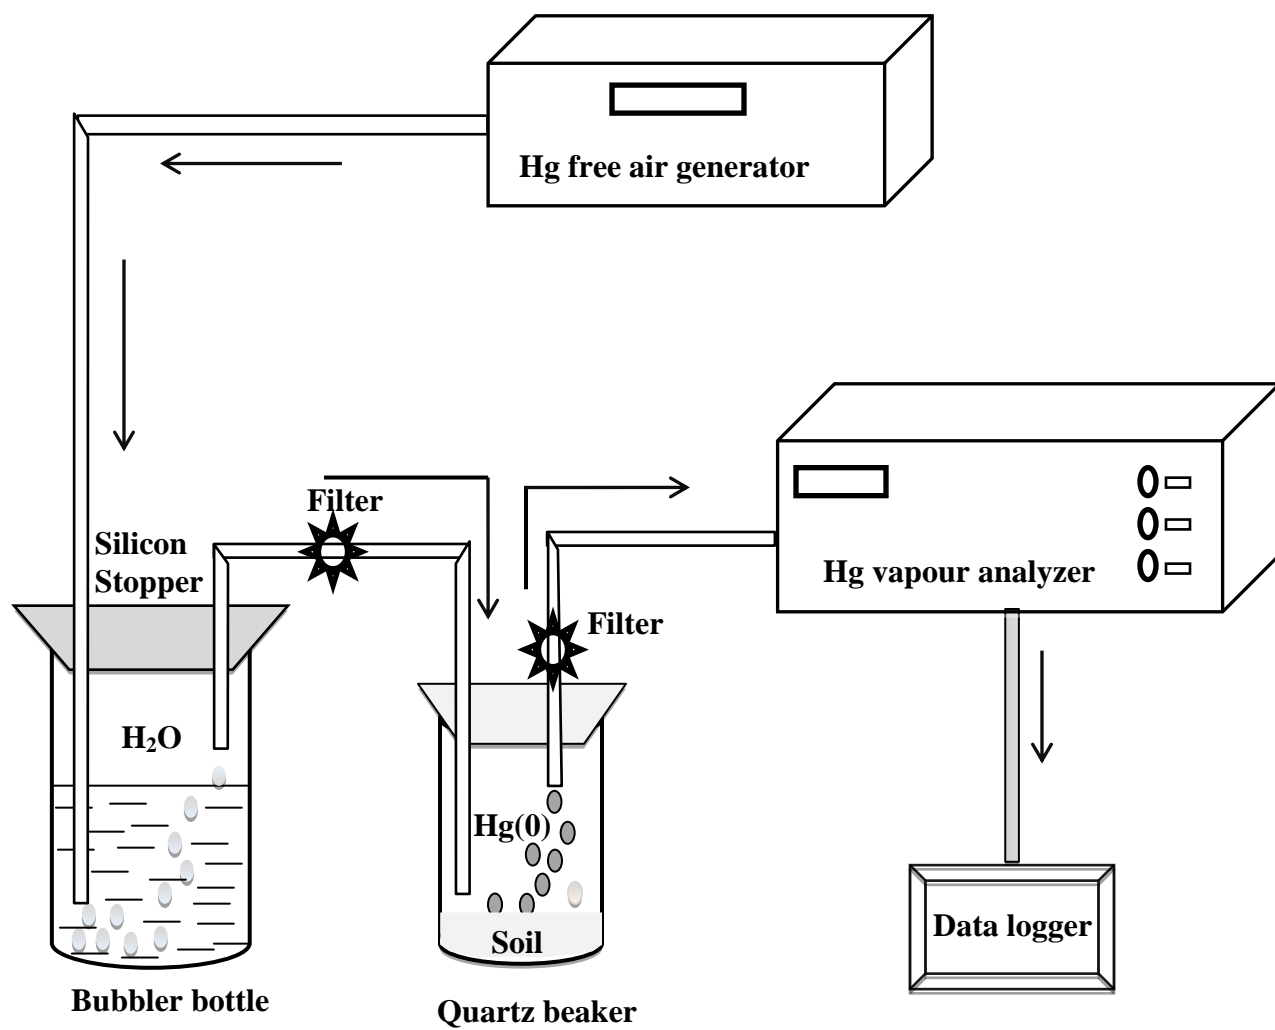 Hg free air generator
Filter
Silicon
Stopper
Hg vapour analyzer
Filter
H₂O
Hg(0)
Soil
Data logger
Bubbler bottle
Quartz beaker